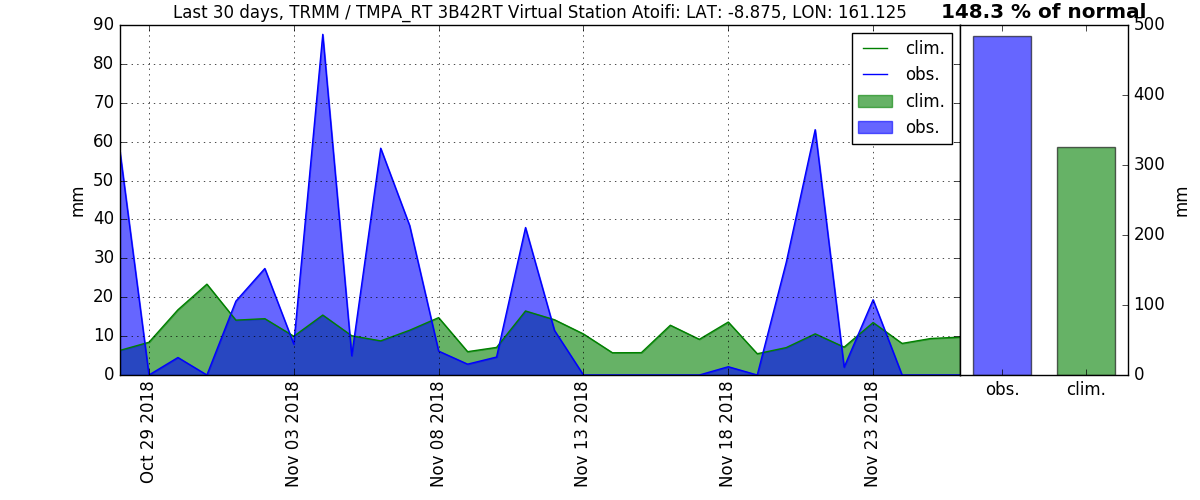 Last 30 days, TRMM / TMPA_RT 3B42RT Virtual Station Atoifi: LAT: -8.875, LON: 161.125
148.3 % of normal
90
80
70
60
50
40
30
20
10
0
mm
clim.
obs.
clim.
obs.
Oct 29 2018
Nov 03 2018
Nov 08 2018
Nov 13 2018
Nov 18 2018
Nov 23 2018
500
400
300
200
100
0
mm
obs.
clim.